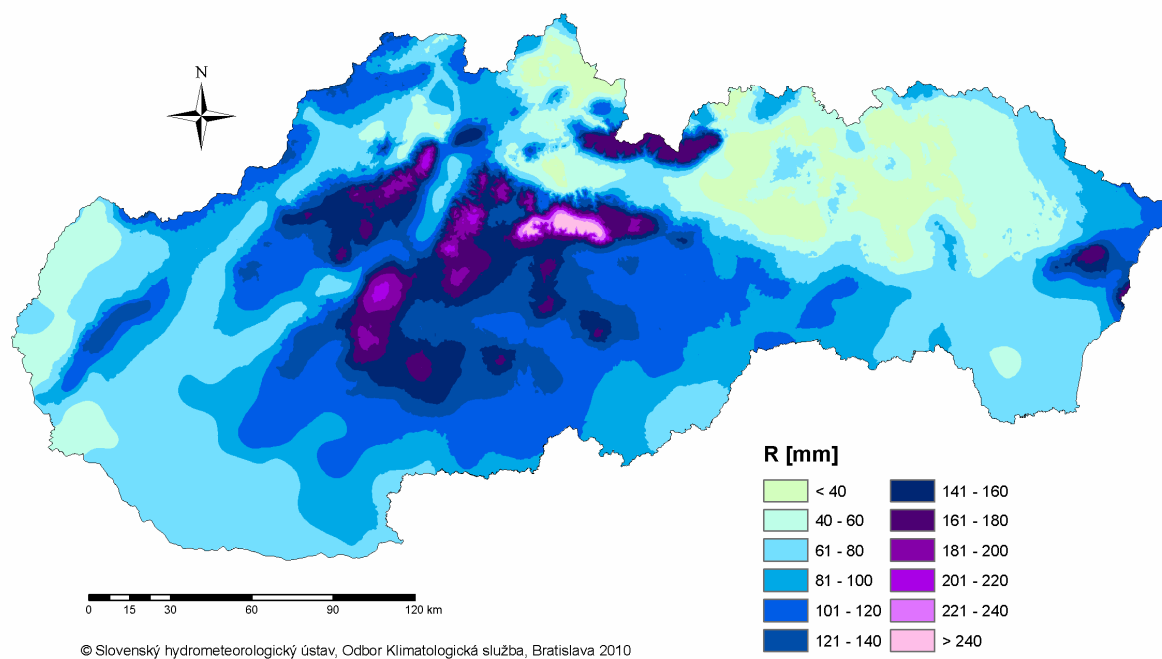 N
R [mm]
< 40
40 - 60
61 - 80
81 - 100
101 - 120
121 - 140
141 - 160
161 - 180
181 - 200
201 - 220
221 - 240
> 240
0 15 30 60 90 120 km
© Slovenský hydrometeorologický ústav, Odbor Klimatologická služba, Bratislava 2010